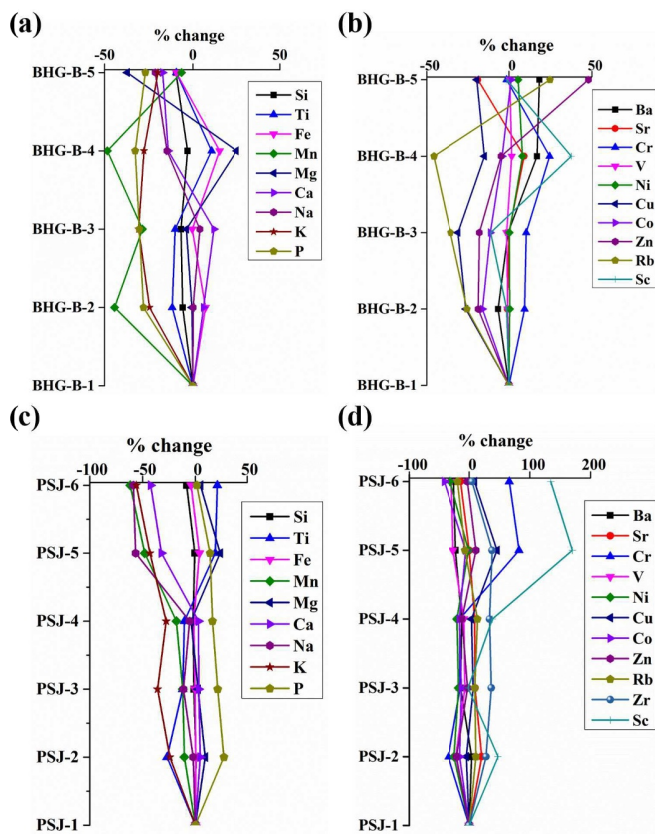 (a)
% change
-50 0 50
BHG-B-5
BHG-B-4
BHG-B-3
BHG-B-2
BHG-B-1
Si
Ti
Fe
Mn
Mg
Ca
Na
K
P
(b)
% change
-50 0 50
BHG-B-5
BHG-B-4
BHG-B-3
BHG-B-2
BHG-B-1
Ba
Sr
Cr
V
Ni
Cu
Co
Zn
Rb
Sc
(c)
% change
-100 -50 0 50
PSJ-6
PSJ-5
PSJ-4
PSJ-3
PSJ-2
PSJ-1
Si
Ti
Fe
Mn
Mg
Ca
Na
K
P
(d)
% change
-100 0 100 200
PSJ-6
PSJ-5
PSJ-4
PSJ-3
PSJ-2
PSJ-1
Ba
Sr
Cr
V
Ni
Cu
Co
Zn
Rb
Zr
Sc